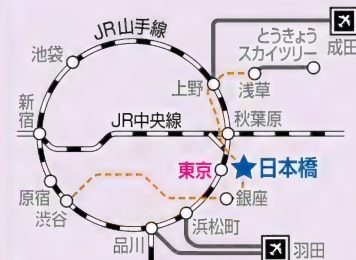 JR山手線
成田
とうきょう
スカイツリー
池袋
上野
浅草
新宿
JR中央線
秋葉原
東京
日本橋
原宿
渋谷
銀座
浜松町
品川
羽田